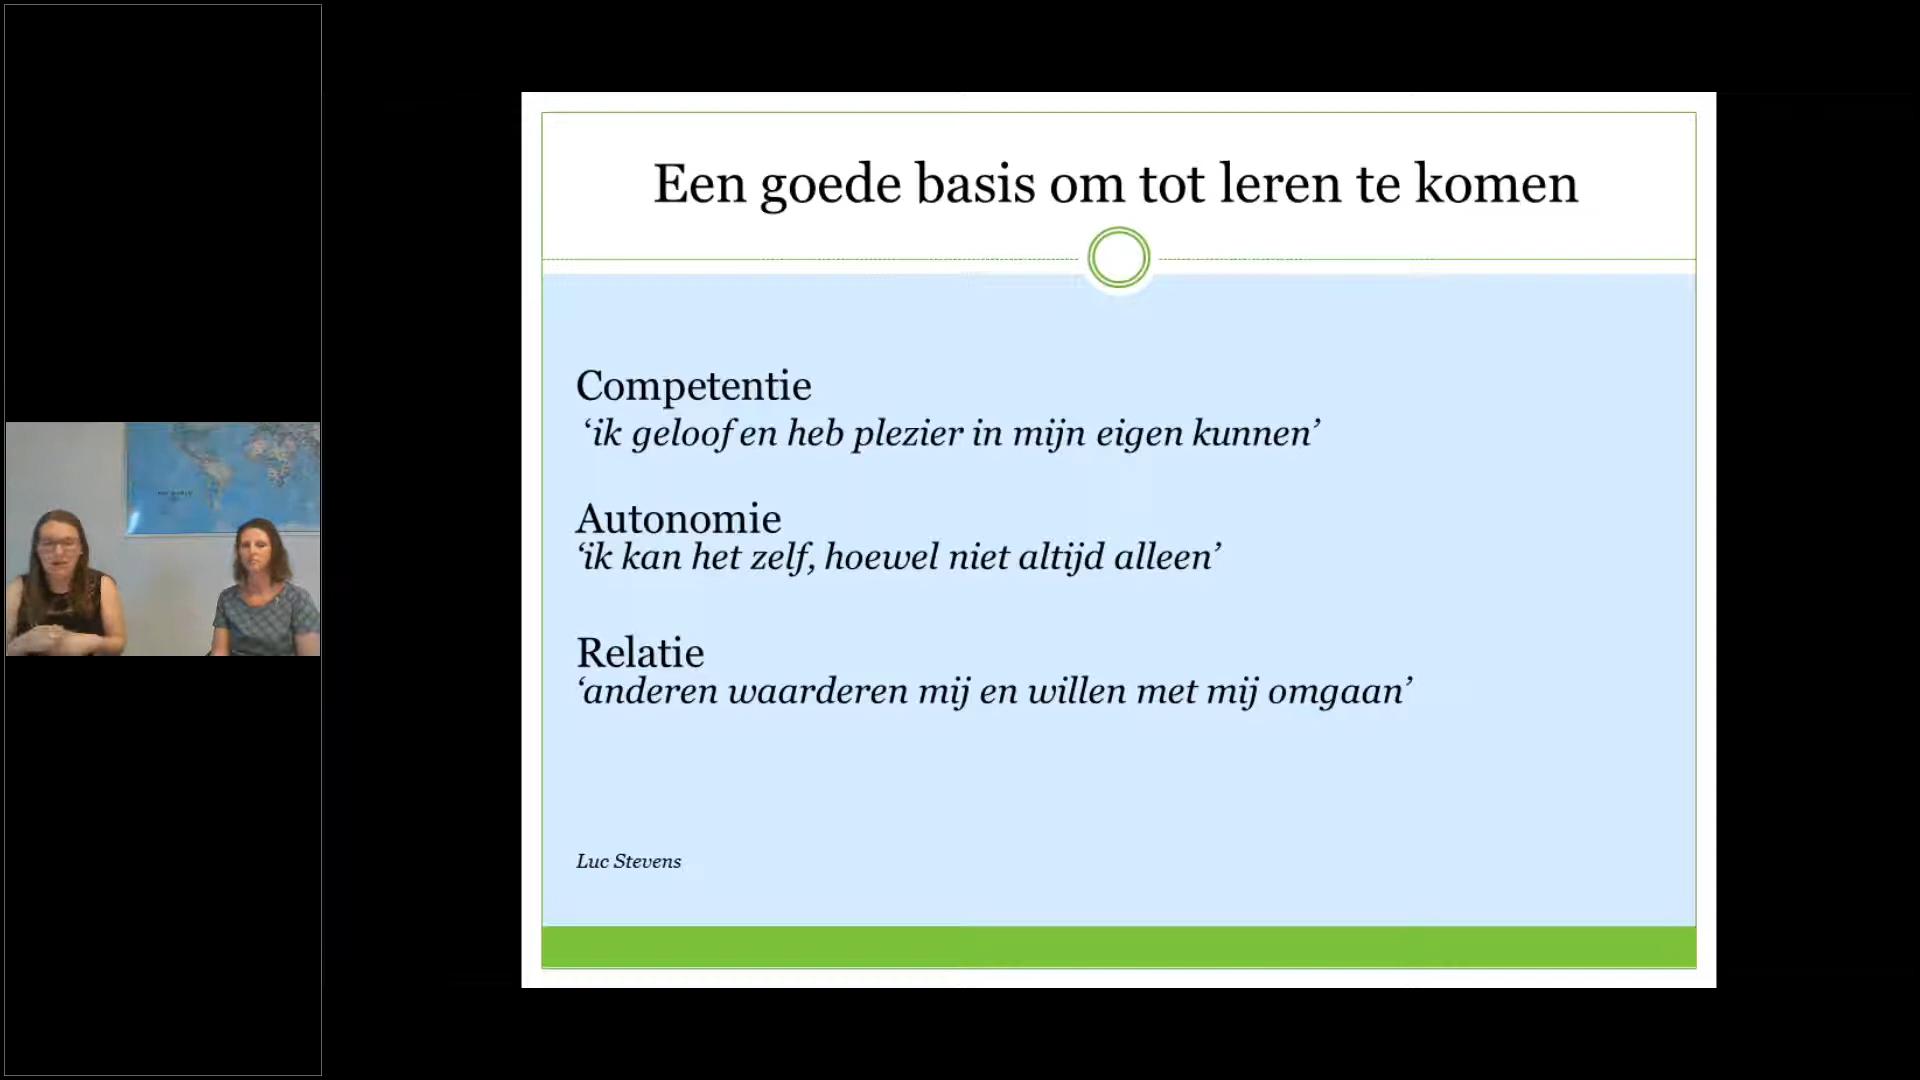 Een goede basis om tot leren te komen
Competentie
‘ik geloof en heb plezier in mijn eigen kunnen’
Autonomie
‘ik kan het zelf, hoewel niet altijd alleen’
Relatie
‘anderen waarderen mij en willen met mij omgaan’
Luc Stevens